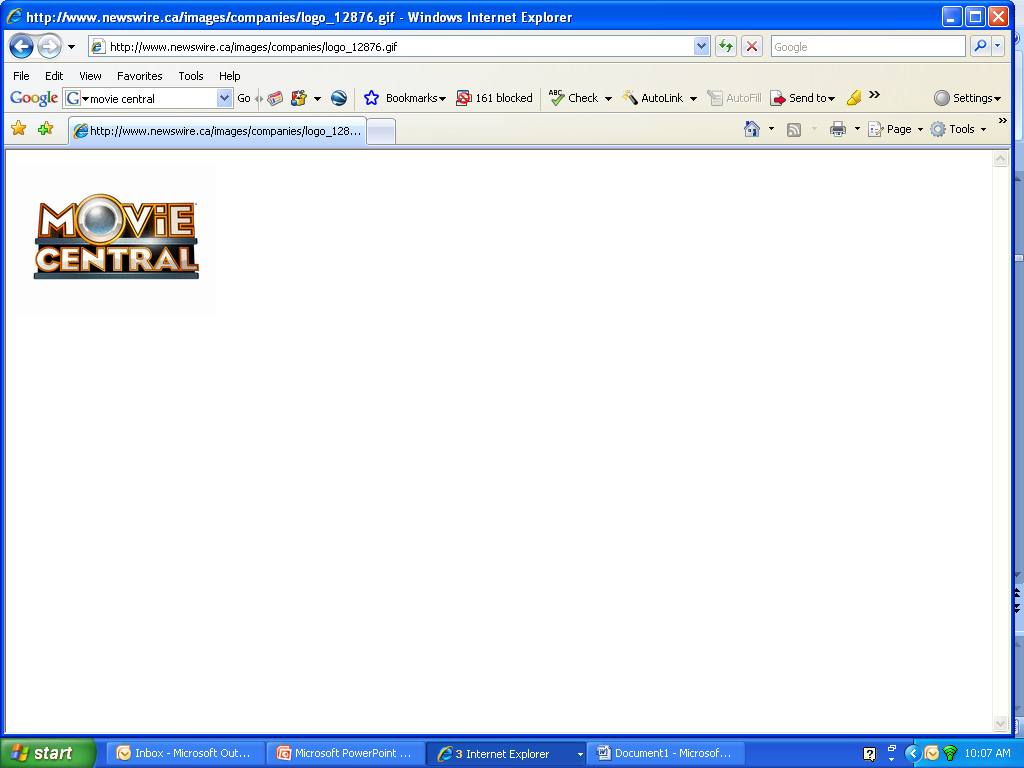 http://www.newswire.ca/images/companies/logo_12876.gif - Windows Internet Explorer
http://www.newswire.ca/images/companies/logo_12876.gif
Google
File Edit View Favorites Tools Help
Google G movie central Go Bookmarks 161 blocked ABC Check AutoLink AutoFill Send to Settings
http://www.newswire.ca/images/companies/logo_128... Page Tools
MOViE
CENTRAL
start Inbox - Microsoft Out... Microsoft PowerPoint ... 3 Internet Explorer Document1 - Microsof... 10:07 AM